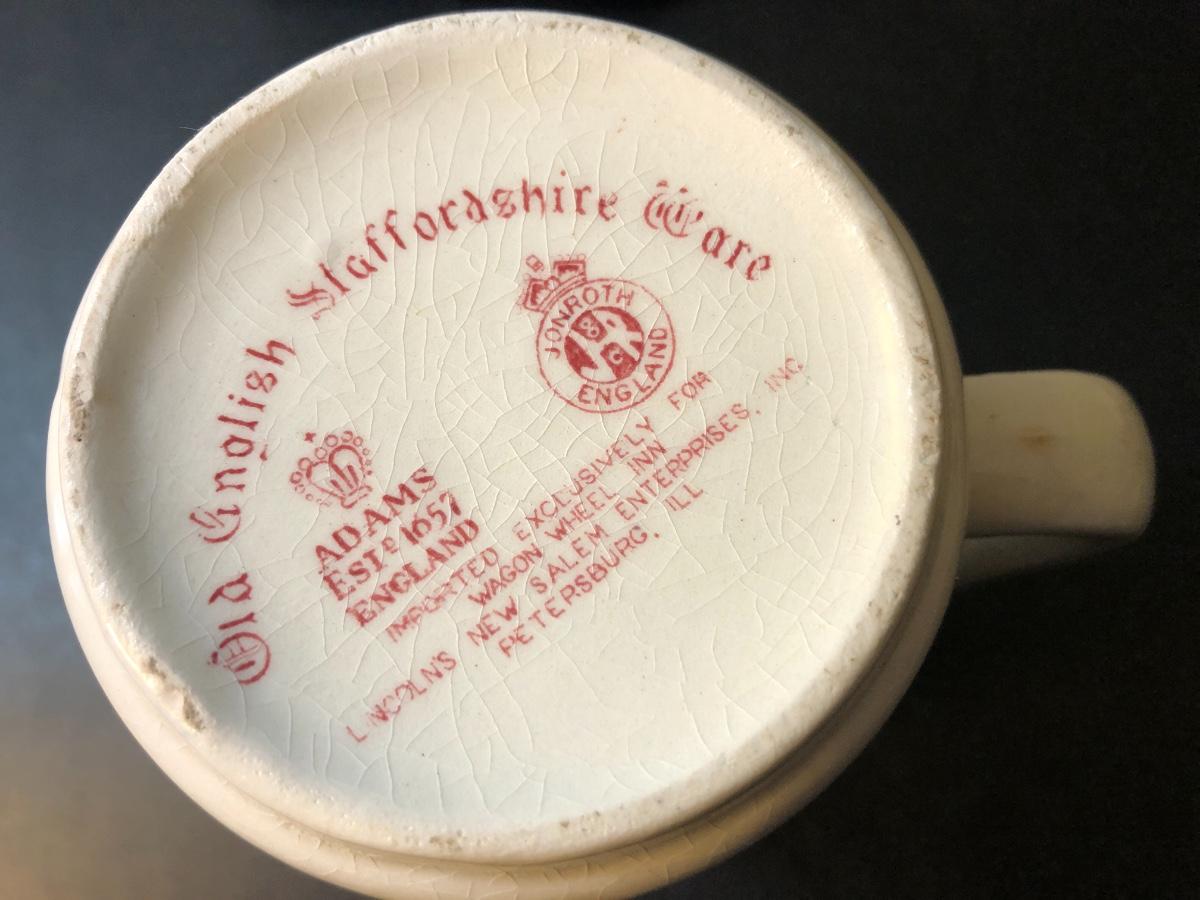 Old English Staffordshire Ware
JONROTH
ENGLAND
ADAMS
ESTD 1657
ENGLAND
IMPORTED EXCLUSIVELY FOR
WAGON WHEEL INN
LINCOLN'S NEW SALEM ENTERPRISES, INC
PETERSBURG, ILL